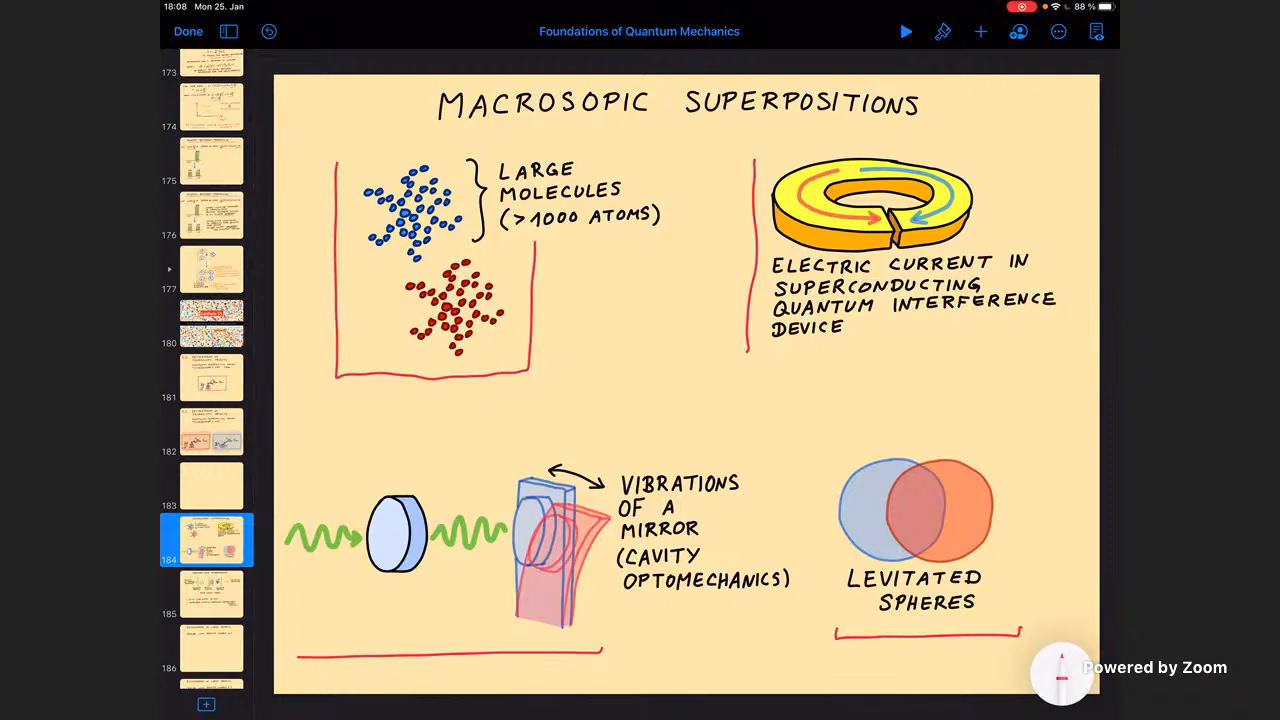 18:08 Mon 25. Jan
88 %
Done
Foundations of Quantum Mechanics
173
174
175
176
177
180
181
182
183
184
185
186
MACROSOPIC SUPERPOSITIONS
LARGE
MOLECULES
(>1000 ATOMS)
ELECTRIC CURRENT IN
SUPERCONDUCTING
QUANTUM INTERFERENCE
DEVICE
VIBRATIONS
OF A
MIRROR
(CAVITY
OPTOMECHANICS)
LEVITATED
SPHERES
Powered by Zoom